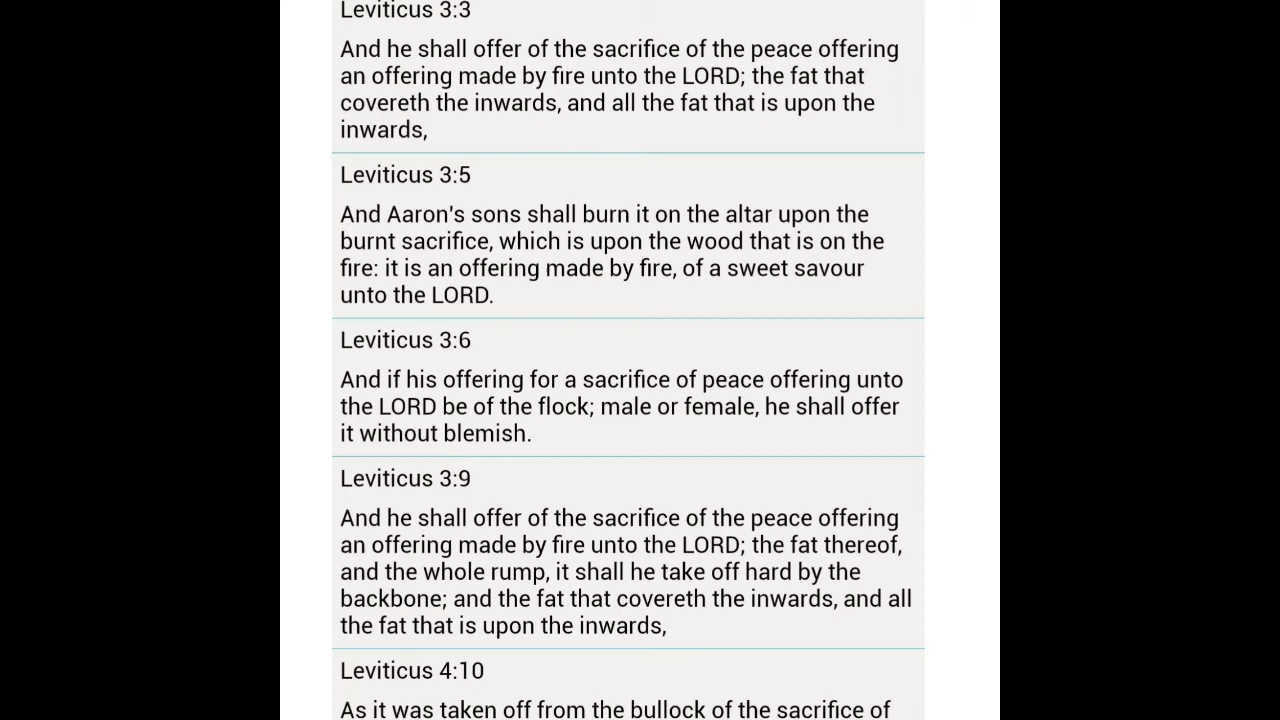 Leviticus 3:3
And he shall offer of the sacrifice of the peace offering
an offering made by fire unto the LORD; the fat that
covereth the inwards, and all the fat that is upon the
inwards,
Leviticus 3:5
And Aaron's sons shall burn it on the altar upon the
burnt sacrifice, which is upon the wood that is on the
fire: it is an offering made by fire, of a sweet savour
unto the LORD.
Leviticus 3:6
And if his offering for a sacrifice of peace offering unto
the LORD be of the flock; male or female, he shall offer
it without blemish.
Leviticus 3:9
And he shall offer of the sacrifice of the peace offering
an offering made by fire unto the LORD; the fat thereof,
and the whole rump, it shall he take off hard by the
backbone; and the fat that covereth the inwards, and all
the fat that is upon the inwards,
Leviticus 4:10
As it was taken off from the bullock of the sacrifice of